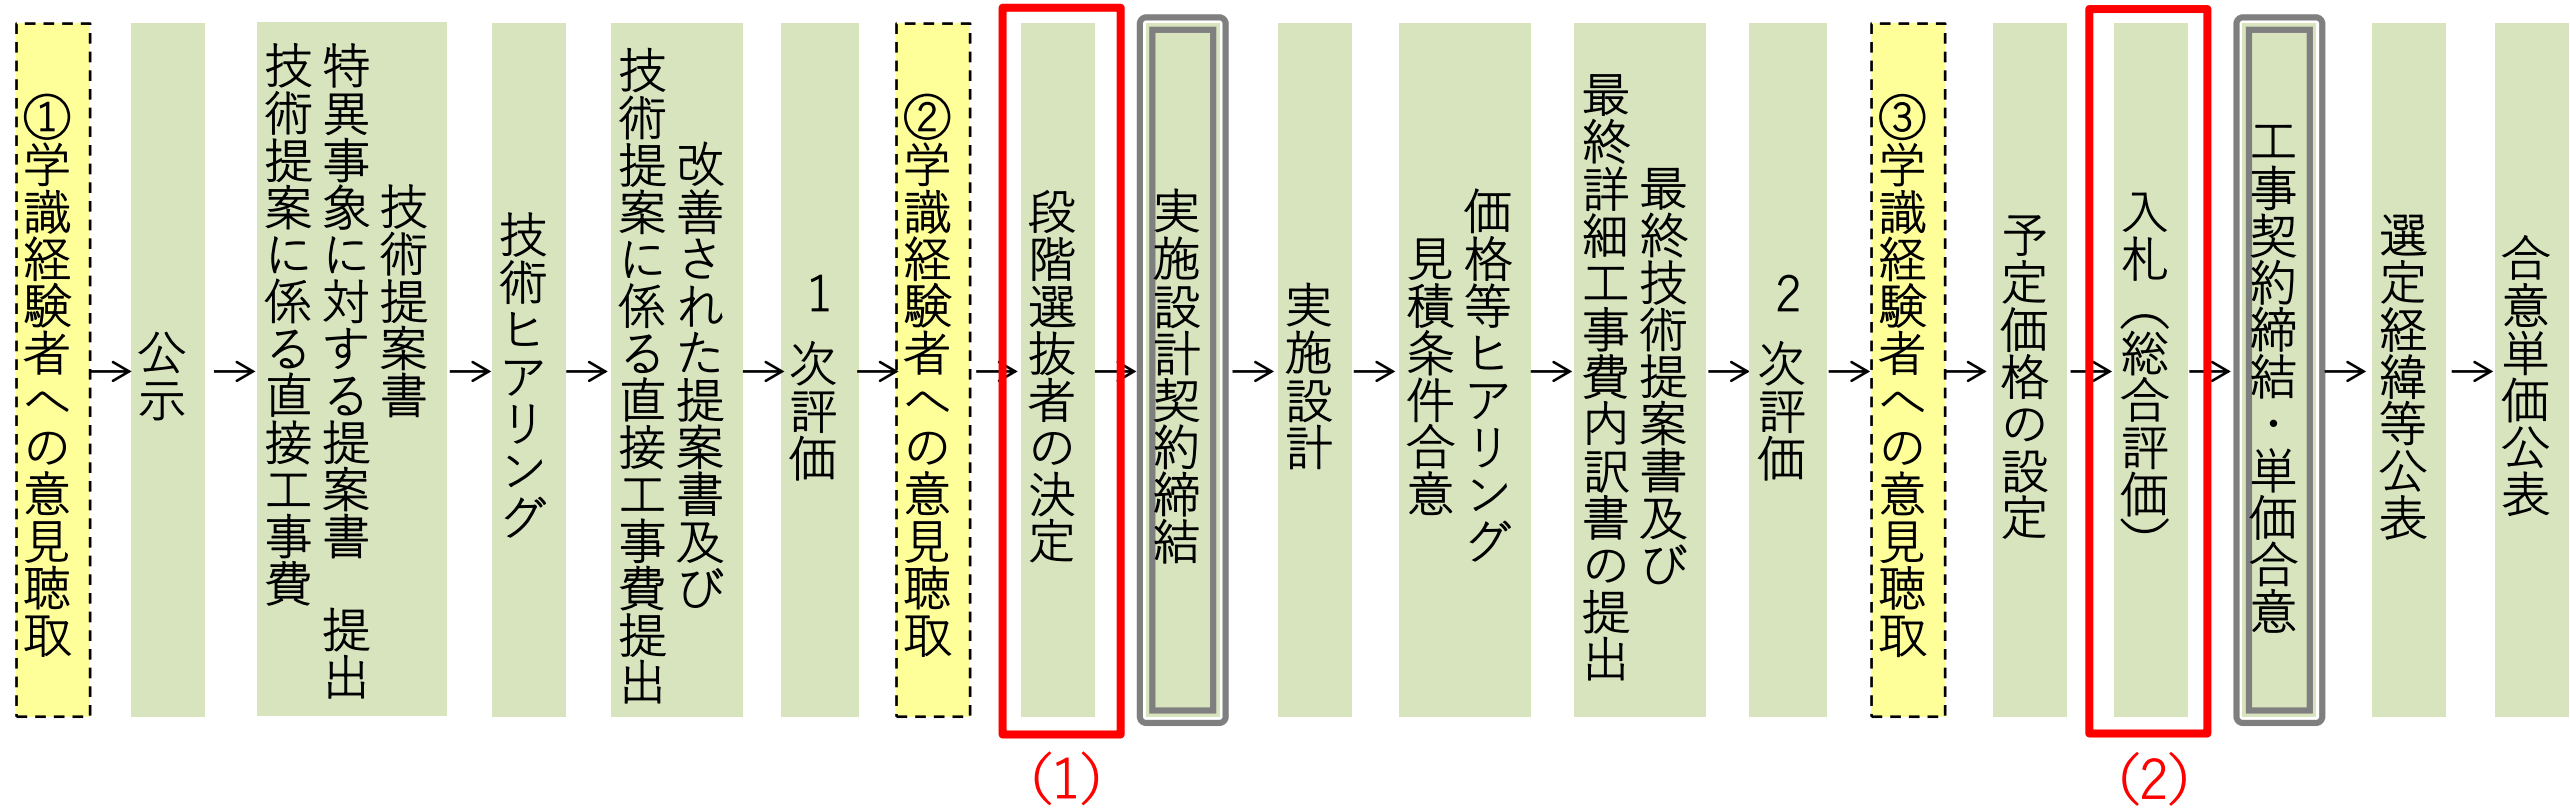 ①学識経験者への意見聴取
公示
技術提案書
特異事象に対する提案書　提出
技術提案に係る直接工事費
技術ヒアリング
改善された提案書及び
技術提案に係る直接工事費提出
１次評価
②学識経験者への意見聴取
段階選抜者の決定
(1)
実施設計契約締結
実施設計
価格等ヒアリング
見積条件合意
最終技術提案書及び
最終詳細工事費内訳書の提出
２次評価
③学識経験者への意見聴取
予定価格の設定
入札（総合評価）
(2)
工事契約締結・単価合意
選定経緯等公表
合意単価公表